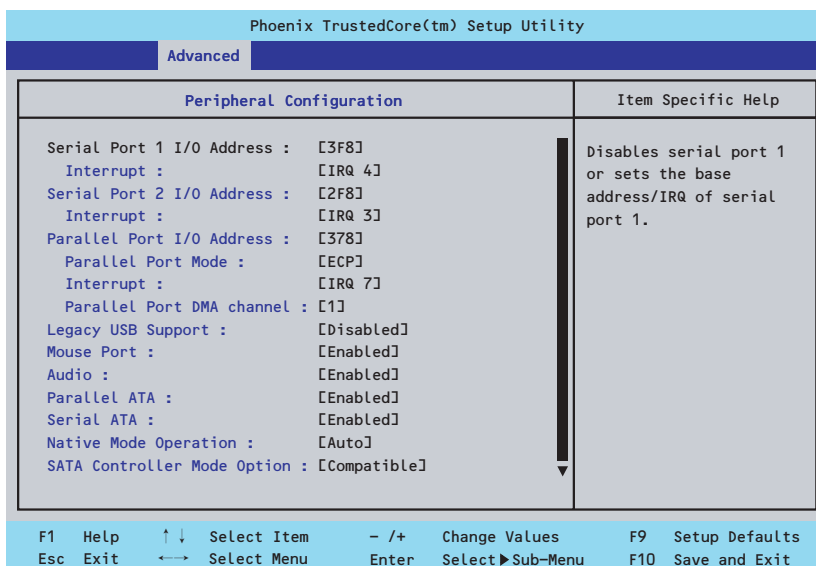 Phoenix TrustedCore(tm) Setup Utility
Advanced
Peripheral Configuration
Item Specific Help
Serial Port 1 I/O Address : [3F8]
Interrupt : [IRQ 4]
Serial Port 2 I/O Address : [2F8]
Interrupt : [IRQ 3]
Parallel Port I/O Address : [378]
Parallel Port Mode : [ECP]
Interrupt : [IRQ 7]
Parallel Port DMA channel : [1]
Legacy USB Support : [Disabled]
Mouse Port : [Enabled]
Audio : [Enabled]
Parallel ATA : [Enabled]
Serial ATA : [Enabled]
Native Mode Operation : [Auto]
SATA Controller Mode Option : [Compatible]
Disables serial port 1
or sets the base
address/IRQ of serial
port 1.
F1 Help ↑↓ Select Item – /+ Change Values F9 Setup Defaults
Esc Exit ←→ Select Menu Enter Select▶Sub-Menu F10 Save and Exit